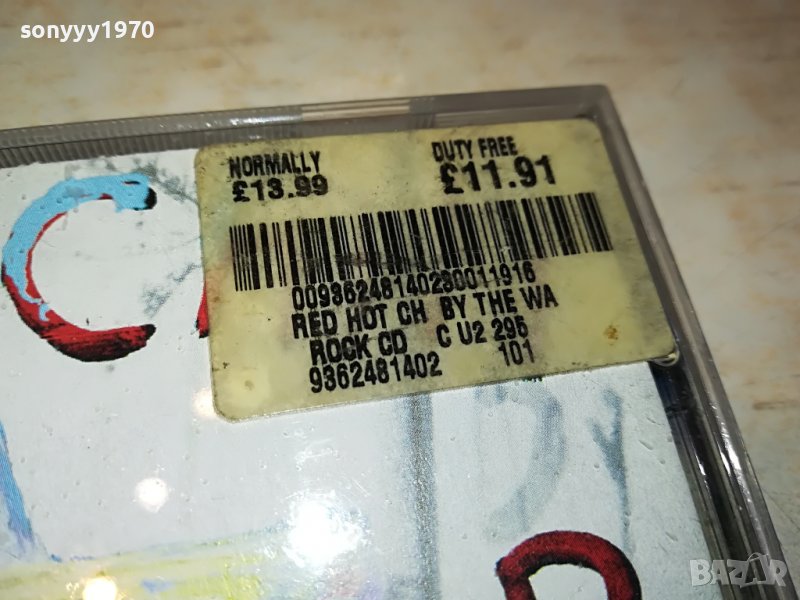 sonyyy1970
NORMALLY DUTY FREE
£13.99 £11.91
00936248140280011916
RED HOT CH BY THE WA
ROCK CD C U2 295
9362481402 101
By
BAZAR